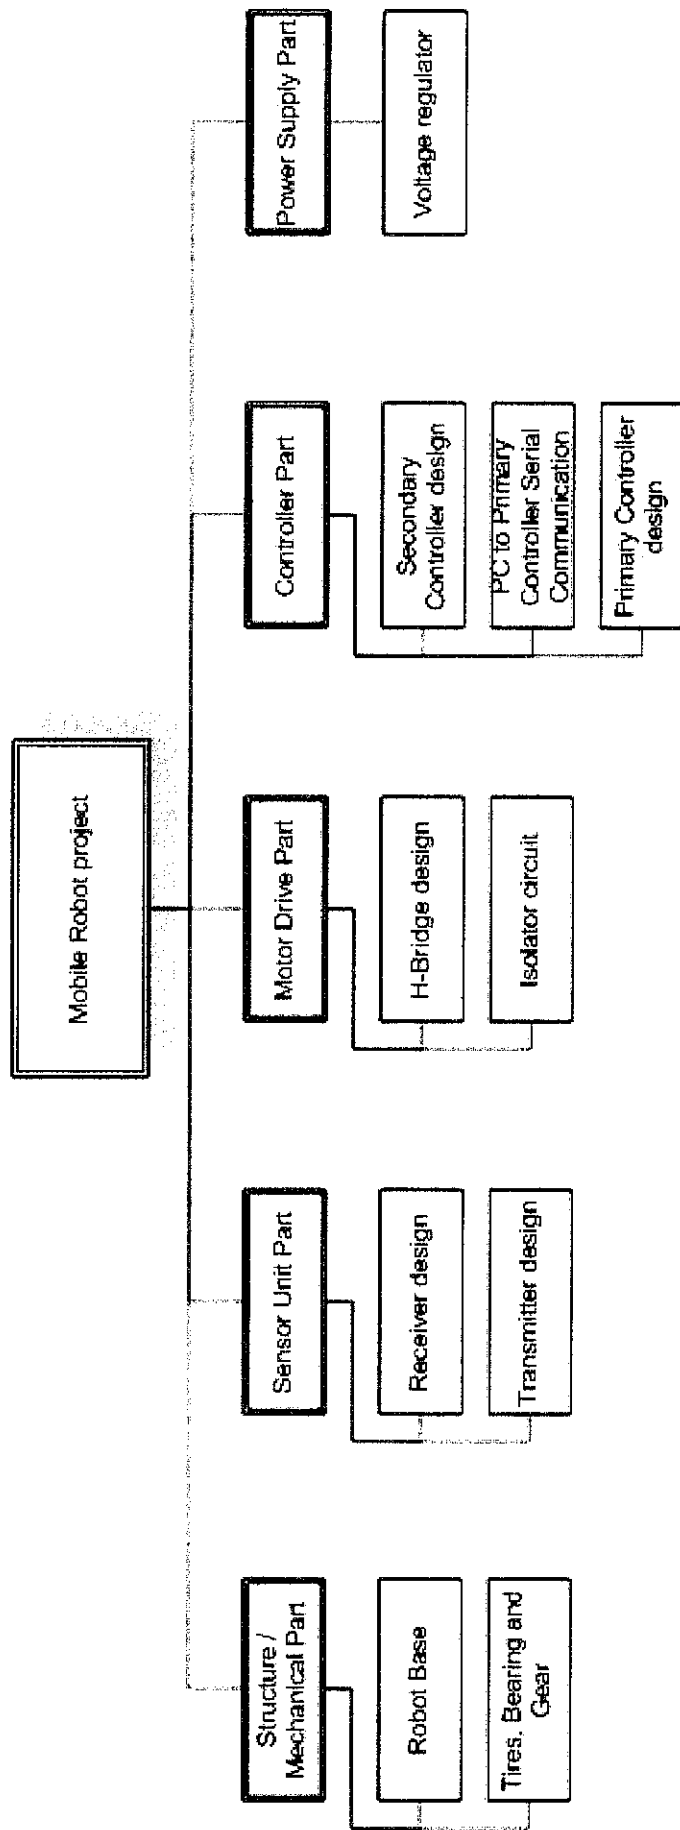 Mobile Robot project
Structure /
Mechanical Part
Robot Base
Tires, Bearing and
Gear
Sensor Unit Part
Receiver design
Transmitter design
Motor Drive Part
H-Bridge design
Isolator circuit
Controller Part
Secondary
Controller design
PC to Primary
Controller Serial
Communication
Primary Controller
design
Power Supply Part
Voltage regulator